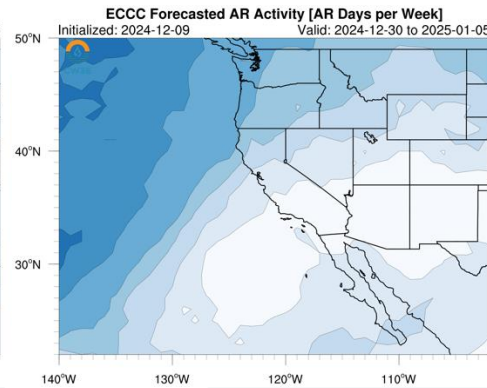 ECCC Forecasted AR Activity [AR Days per Week]
Initialized: 2024-12-09 Valid: 2024-12-30 to 2025-01-05
50°N
40°N
30°N
140°W 130°W 120°W 110°W